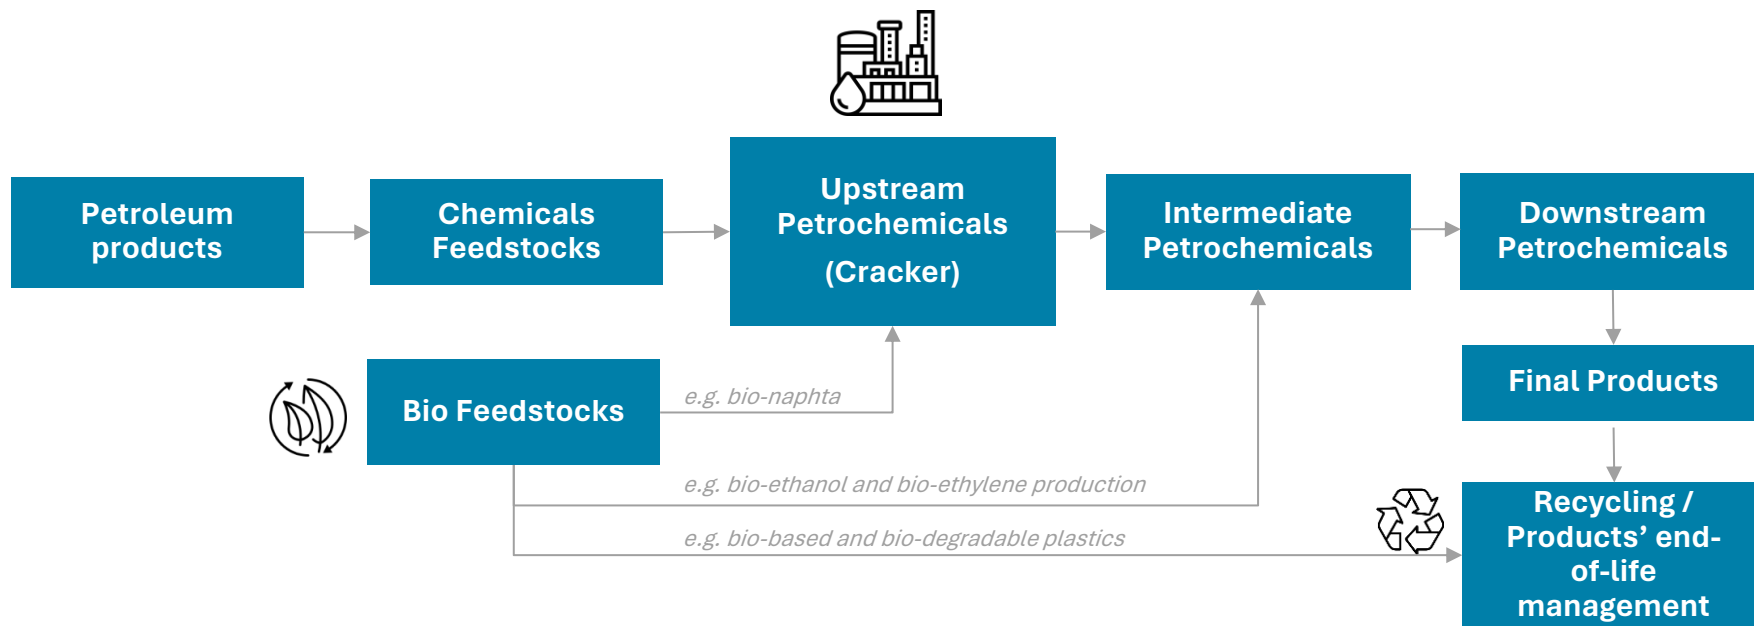 Petroleum
products
Chemicals
Feedstocks
Upstream
Petrochemicals
(Cracker)
Intermediate
Petrochemicals
Downstream
Petrochemicals
Final Products
Bio Feedstocks
e.g. bio-naphta
e.g. bio-ethanol and bio-ethylene production
e.g. bio-based and bio-degradable plastics
Recycling /
Products’ end-
of-life
management